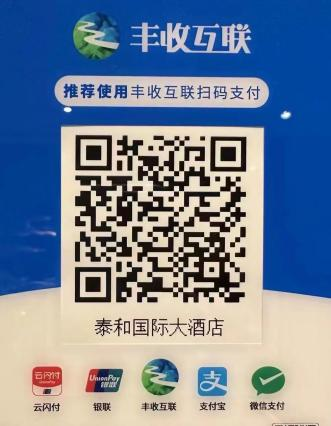 丰收互联
推荐使用丰收互联扫码支付
泰和国际大酒店
云闪付 UnionPay 银联
云闪付 银联 丰收互联 支付宝 微信支付